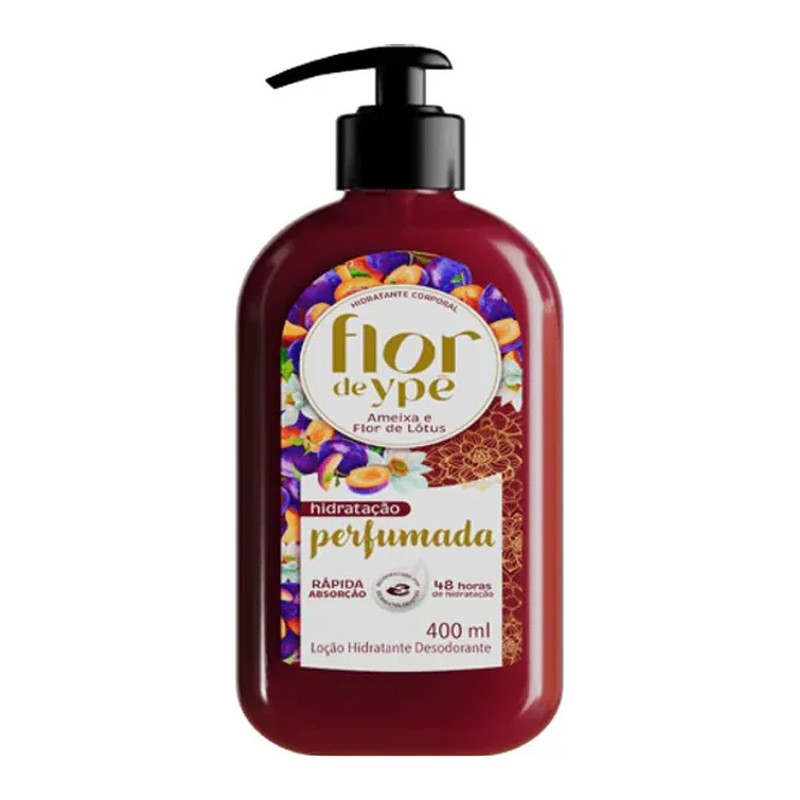 HIDRATANTE CORPORAL
flor
de ypê
Ameixa e
Flor de Lótus
hidratação
perfumada
RÁPIDA
ABSORÇÃO
48 horas
de hidratação
400 ml
Loção Hidratante Desodorante